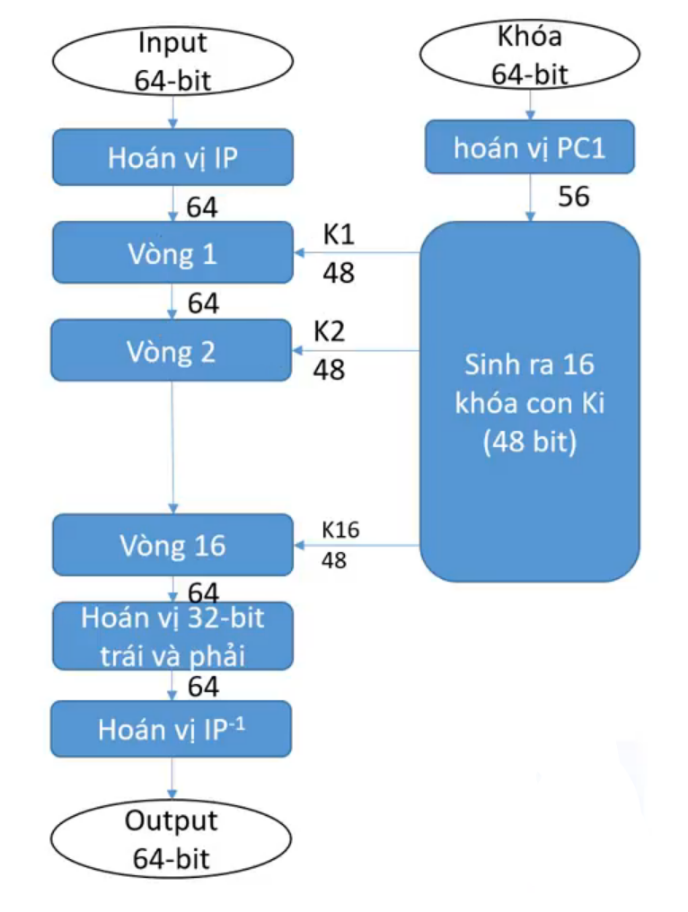 Input
64-bit
Khóa
64-bit
Hoán vị IP
hoán vị PC1
64
56
Vòng 1
K1
48
64
Vòng 2
K2
48
Sinh ra 16
khóa con Ki
(48 bit)
Vòng 16
K16
48
64
Hoán vị 32-bit
trái và phải
64
Hoán vị IP⁻¹
Output
64-bit